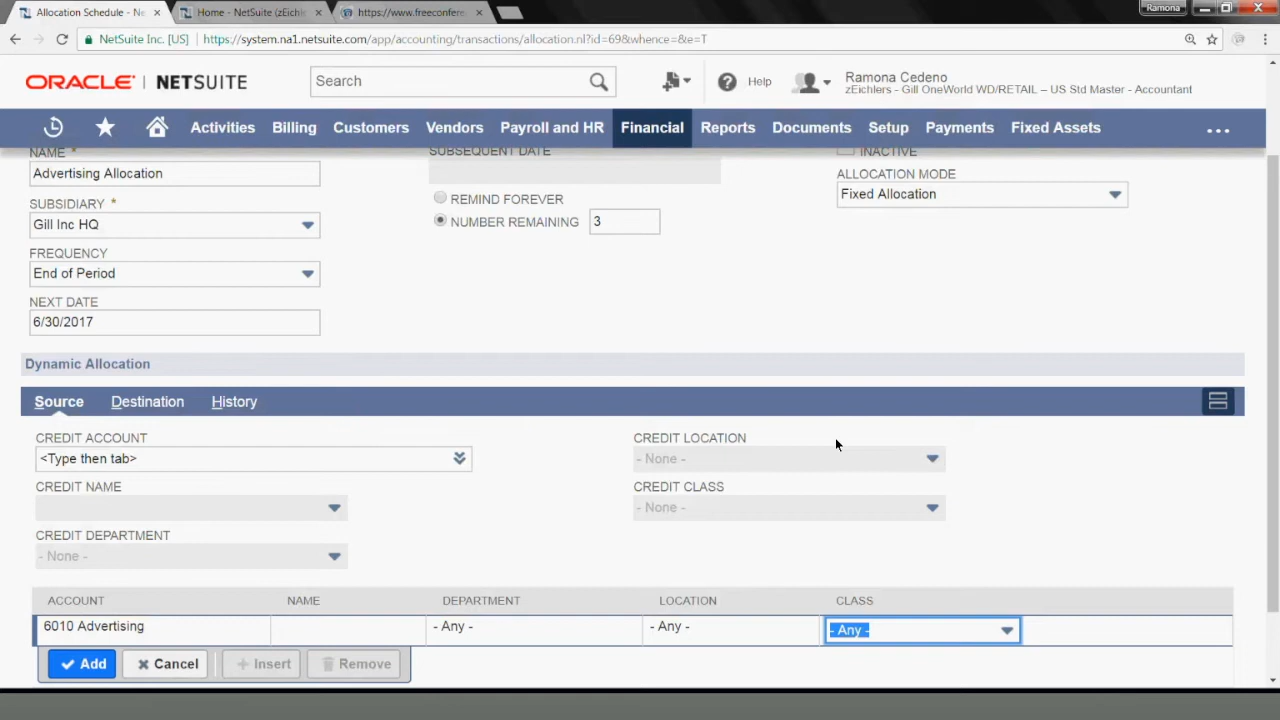 Allocation Schedule - Ne
Home - NetSuite (zEichler
https://www.freeconfere
Ramona
NetSuite Inc. [US]
https://system.na1.netsuite.com/app/accounting/transactions/allocation.nl?id=69&whence=&e=T
ORACLE | NETSUITE
Search
Help
Ramona Cedeno
zEichlers - Gill OneWorld WD/RETAIL – US Std Master - Accountant
Activities Billing Customers Vendors Payroll and HR Financial Reports Documents Setup Payments Fixed Assets ...
NAME *
Advertising Allocation
SUBSIDIARY *
Gill Inc HQ
FREQUENCY
End of Period
NEXT DATE
6/30/2017
SUBSEQUENT DATE
REMIND FOREVER
NUMBER REMAINING 3
INACTIVE
ALLOCATION MODE
Fixed Allocation
Dynamic Allocation
Source Destination History
CREDIT ACCOUNT
<Type then tab>
CREDIT NAME
CREDIT DEPARTMENT
- None -
CREDIT LOCATION
- None -
CREDIT CLASS
- None -
ACCOUNT NAME DEPARTMENT LOCATION CLASS
6010 Advertising - Any - - Any - - Any -
Add Cancel + Insert Remove